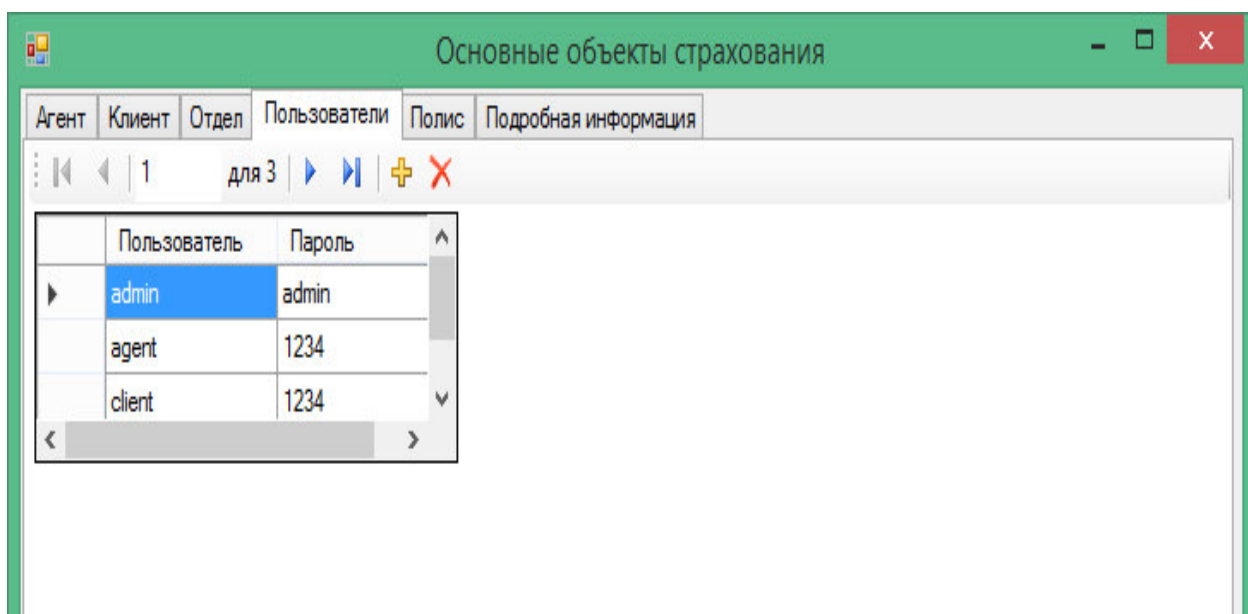 Основные объекты страхования
Агент Клиент Отдел Пользователи Полис Подробная информация
1 для 3
Пользователь Пароль
admin admin
agent 1234
client 1234